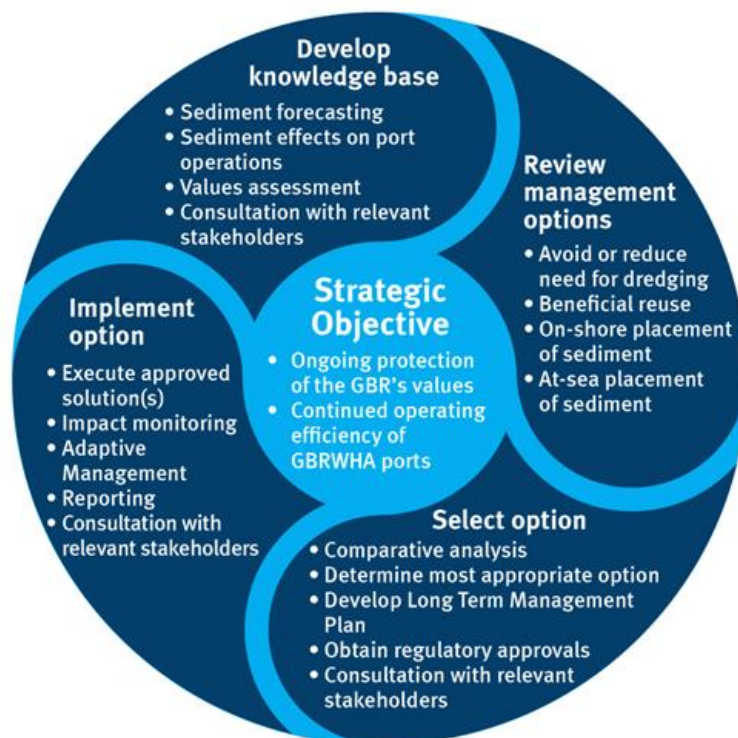 Develop
knowledge base
• Sediment forecasting
• Sediment effects on port
operations
• Values assessment
• Consultation with relevant
stakeholders
Review
management
options
• Avoid or reduce
need for dredging
• Beneficial reuse
• On-shore placement
of sediment
• At-sea placement
of sediment
Strategic
Objective
• Ongoing protection
of the GBR's values
• Continued operating
efficiency of
GBRWHA ports
Implement
option
• Execute approved
solution(s)
• Impact monitoring
• Adaptive
Management
• Reporting
• Consultation with
relevant stakeholders
Select option
• Comparative analysis
• Determine most appropriate option
• Develop Long Term Management
Plan
• Obtain regulatory approvals
• Consultation with relevant
stakeholders